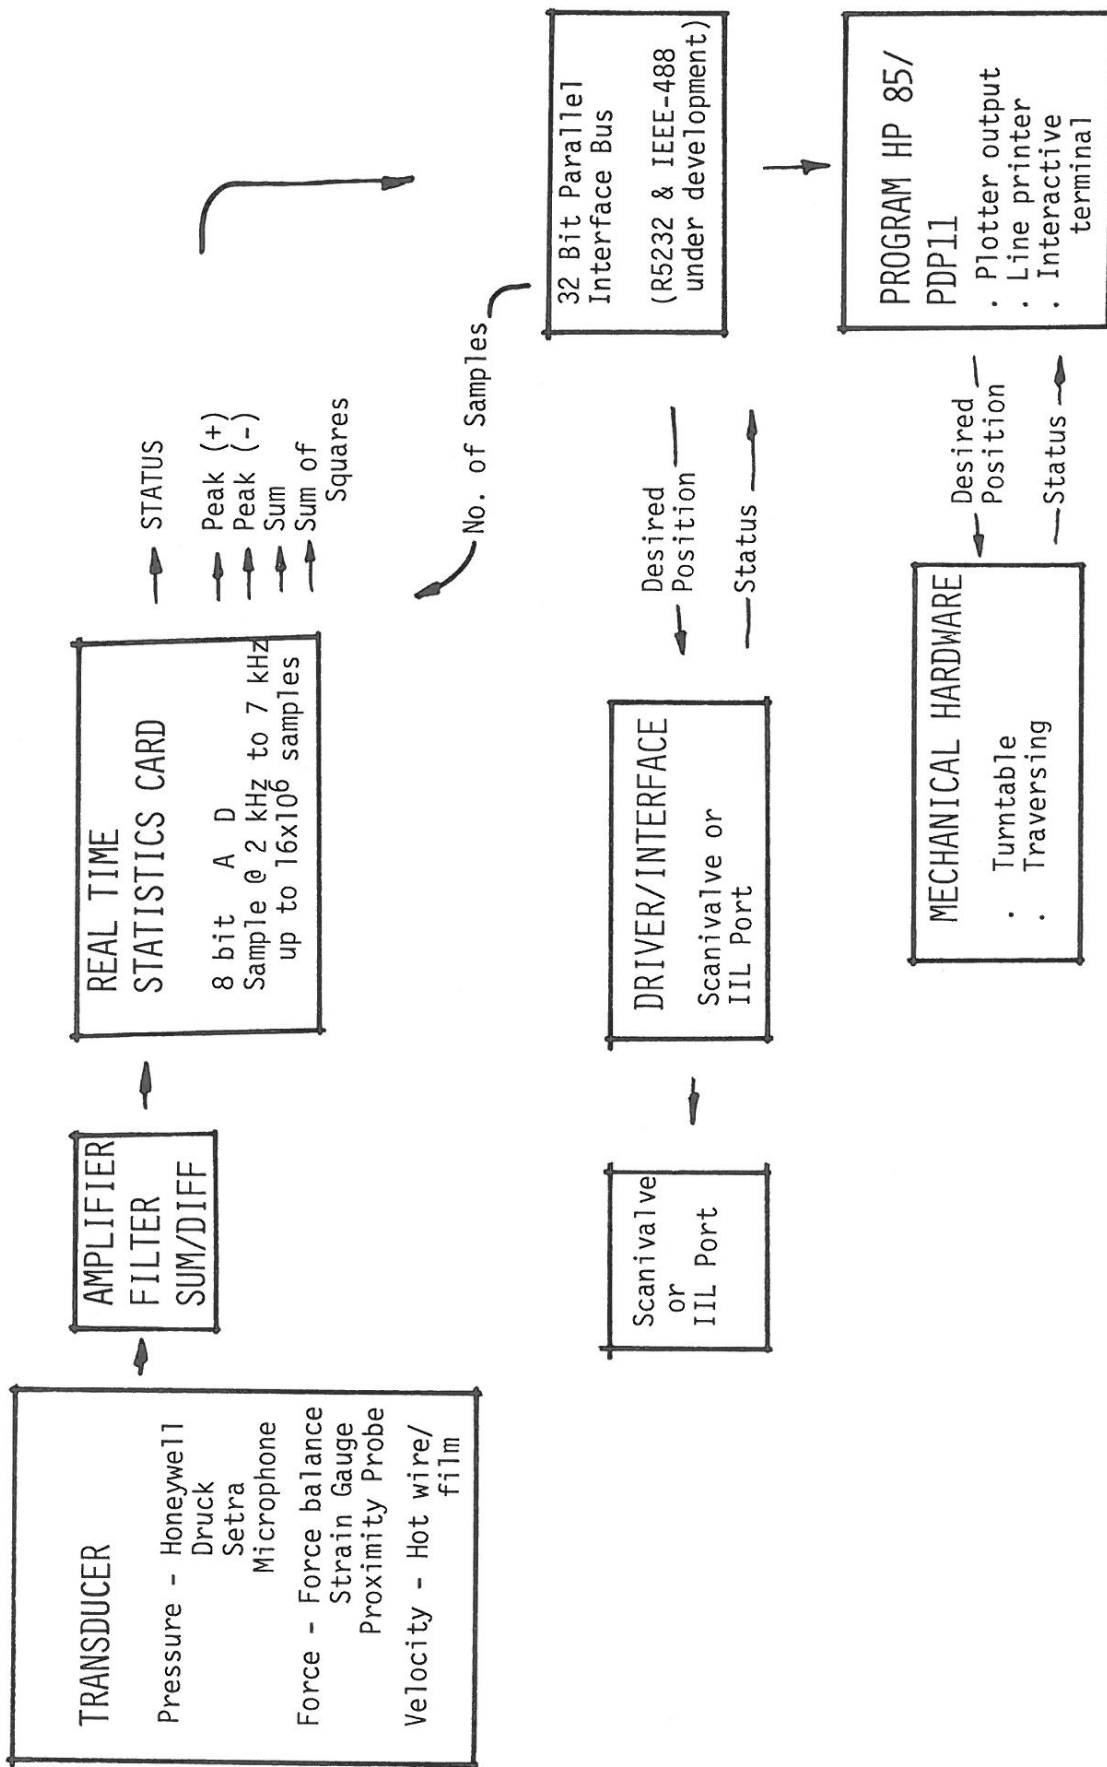 TRANSDUCER
Pressure - Honeywell
Druck
Setra
Microphone
Force - Force balance
Strain Gauge
Proximity Probe
Velocity - Hot wire/
film
AMPLIFIER
FILTER
SUM/DIFF
REAL TIME
STATISTICS CARD
8 bit A D
Sample @ 2 kHz to 7 kHz
up to 16x10⁶ samples
STATUS
Peak (+)
Peak (-)
Sum
Sum of
Squares
No. of Samples
32 Bit Parallel
Interface Bus
(R5232 & IEEE-488
under development)
Scanivalve
or
IIL Port
DRIVER/INTERFACE
Scanivalve or
IIL Port
Desired
Position
Status
PROGRAM HP 85/
PDP11
. Plotter output
. Line printer
. Interactive
terminal
MECHANICAL HARDWARE
. Turntable
. Traversing
Desired
Position
Status